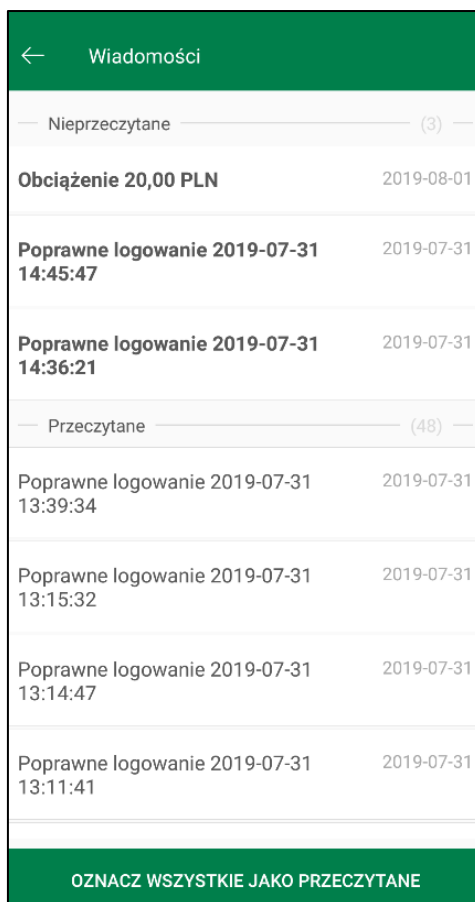 Wiadomości
Nieprzeczytane (3)
Obciążenie 20,00 PLN 2019-08-01
Poprawne logowanie 2019-07-31 2019-07-31
14:45:47
Poprawne logowanie 2019-07-31 2019-07-31
14:36:21
Przeczytane (48)
Poprawne logowanie 2019-07-31 2019-07-31
13:39:34
Poprawne logowanie 2019-07-31 2019-07-31
13:15:32
Poprawne logowanie 2019-07-31 2019-07-31
13:14:47
Poprawne logowanie 2019-07-31 2019-07-31
13:11:41
OZNACZ WSZYSTKIE JAKO PRZECZYTANE